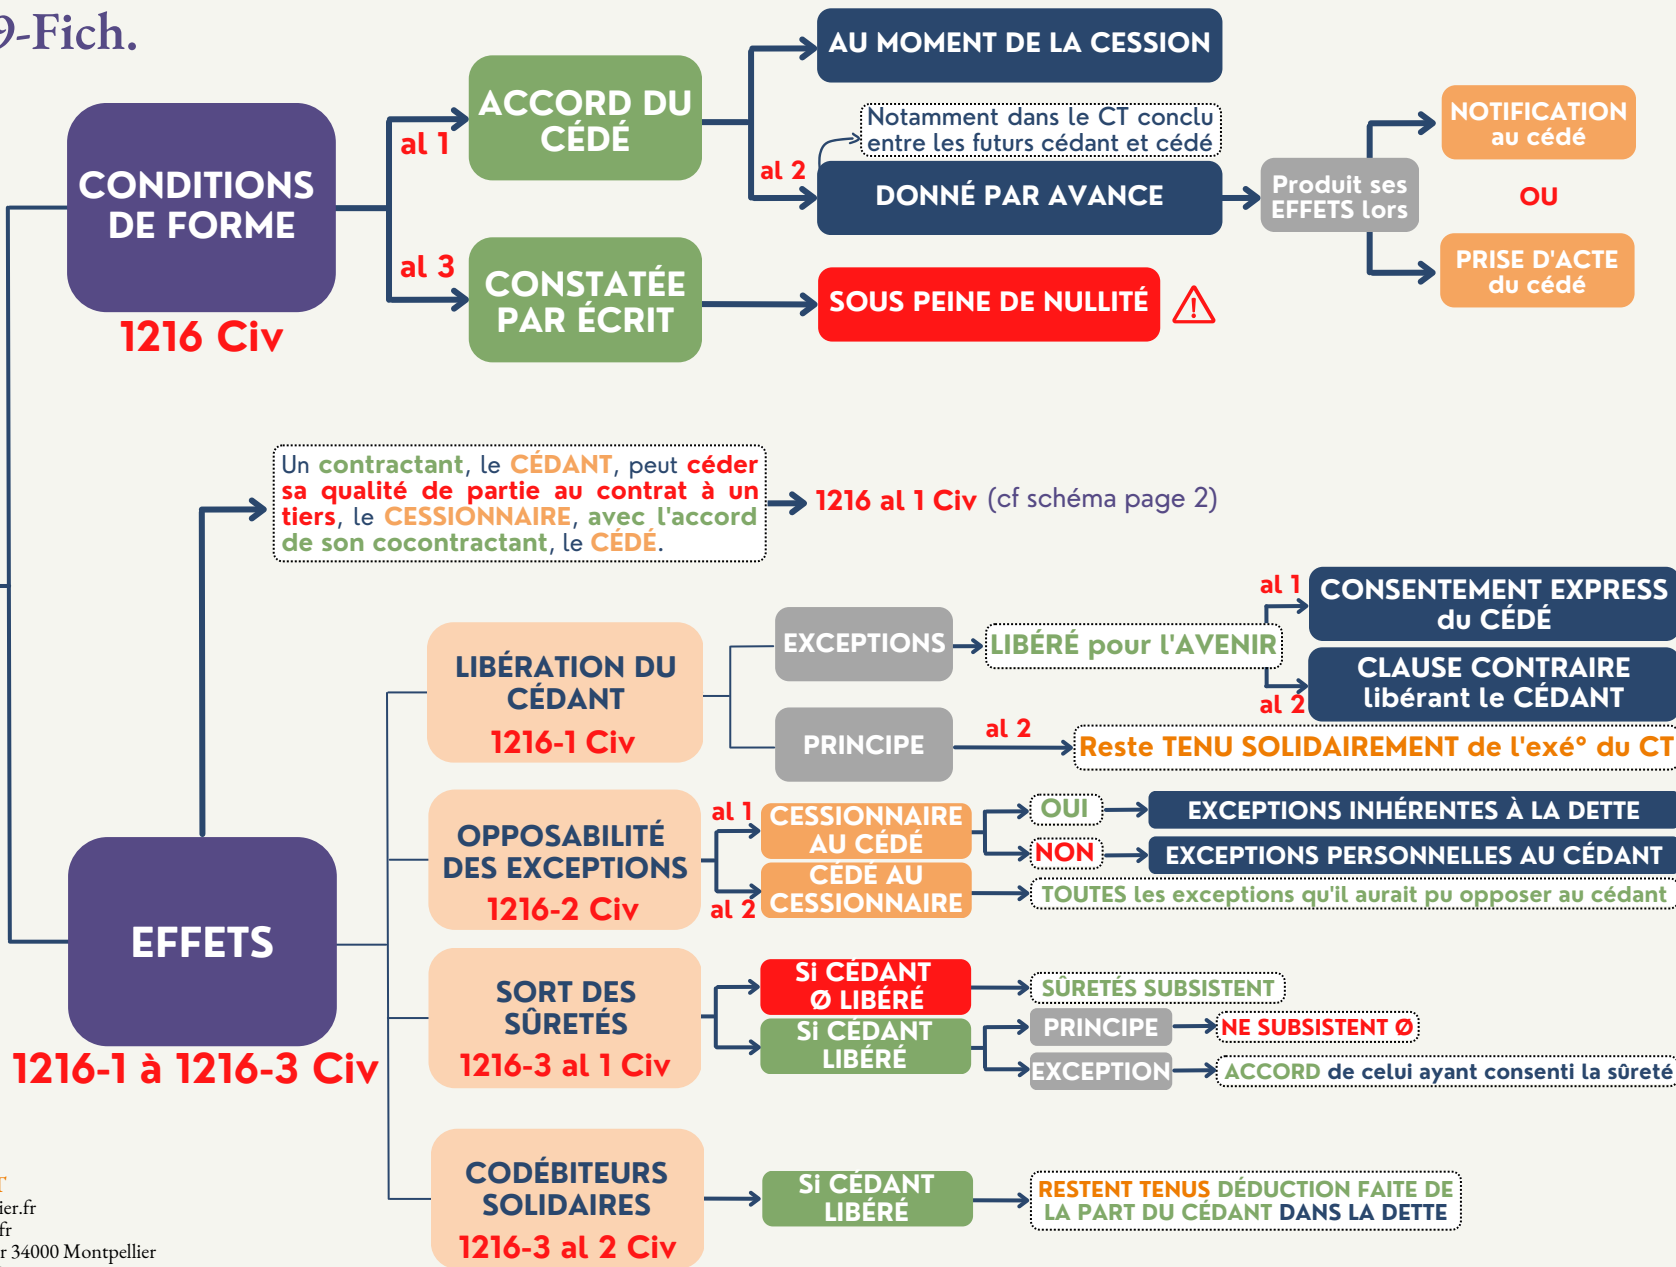 9-Fich.
CONDITIONS
DE FORME
1216 Civ
al 1
ACCORD DU
CÉDÉ
AU MOMENT DE LA CESSION
Notamment dans le CT conclu
entre les futurs cédant et cédé
al 2
DONNÉ PAR AVANCE
Produit ses
EFFETS lors
NOTIFICATION
au cédé
OU
PRISE D'ACTE
du cédé
al 3
CONSTATÉE
PAR ÉCRIT
SOUS PEINE DE NULLITÉ
Un contractant, le CÉDANT, peut céder
sa qualité de partie au contrat à un
tiers, le CESSIONNAIRE, avec l'accord
de son cocontractant, le CÉDÉ.
1216 al 1 Civ (cf schéma page 2)
EFFETS
1216-1 à 1216-3 Civ
LIBÉRATION DU
CÉDANT
1216-1 Civ
EXCEPTIONS
LIBÉRÉ pour l'AVENIR
al 1
CONSENTEMENT EXPRESS
du CÉDÉ
CLAUSE CONTRAIRE
libérant le CÉDANT
al 2
PRINCIPE
al 2
Reste TENU SOLIDAIREMENT de l'exé° du CT
OPPOSABILITÉ
DES EXCEPTIONS
1216-2 Civ
al 1
CESSIONNAIRE
AU CÉDÉ
OUI
EXCEPTIONS INHÉRENTES À LA DETTE
NON
EXCEPTIONS PERSONNELLES AU CÉDANT
al 2
CÉDÉ AU
CESSIONNAIRE
TOUTES les exceptions qu'il aurait pu opposer au cédant
SORT DES
SÛRETÉS
1216-3 al 1 Civ
Si CÉDANT
Ø LIBÉRÉ
SÛRETÉS SUBSISTENT
Si CÉDANT
LIBÉRÉ
PRINCIPE
NE SUBSISTENT Ø
EXCEPTION
ACCORD de celui ayant consenti la sûreté
CODÉBITEURS
SOLIDAIRES
1216-3 al 2 Civ
Si CÉDANT
LIBÉRÉ
RESTENT TENUS DÉDUCTION FAITE DE
LA PART DU CÉDANT DANS LA DETTE
T
ier.fr
fr
r 34000 Montpellier